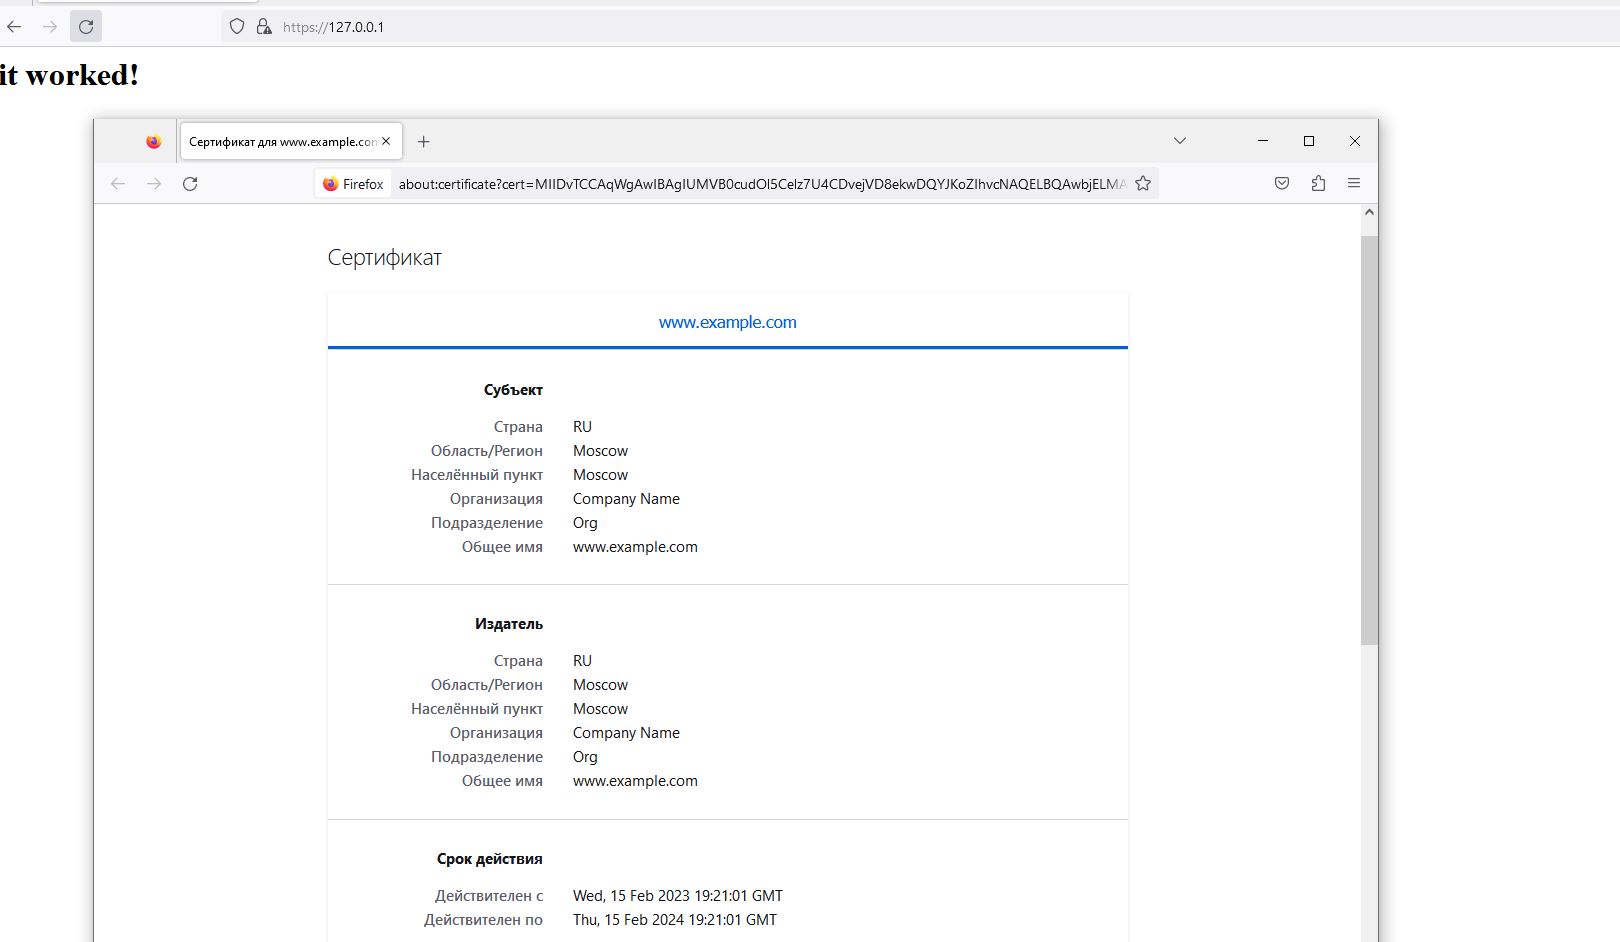 https://127.0.0.1
it worked!
Сертификат для www.example.com
Firefox about:certificate?cert=MIIDvTCCAqWgAwIBAgIUMVB0cudOI5Celz7U4CDvejVD8ekwDQYJKoZIhvcNAQELBQAwbjELMA
Сертификат
www.example.com
Субъект
Страна RU
Область/Регион Moscow
Населённый пункт Moscow
Организация Company Name
Подразделение Org
Общее имя www.example.com
Издатель
Страна RU
Область/Регион Moscow
Населённый пункт Moscow
Организация Company Name
Подразделение Org
Общее имя www.example.com
Срок действия
Действителен с Wed, 15 Feb 2023 19:21:01 GMT
Действителен по Thu, 15 Feb 2024 19:21:01 GMT